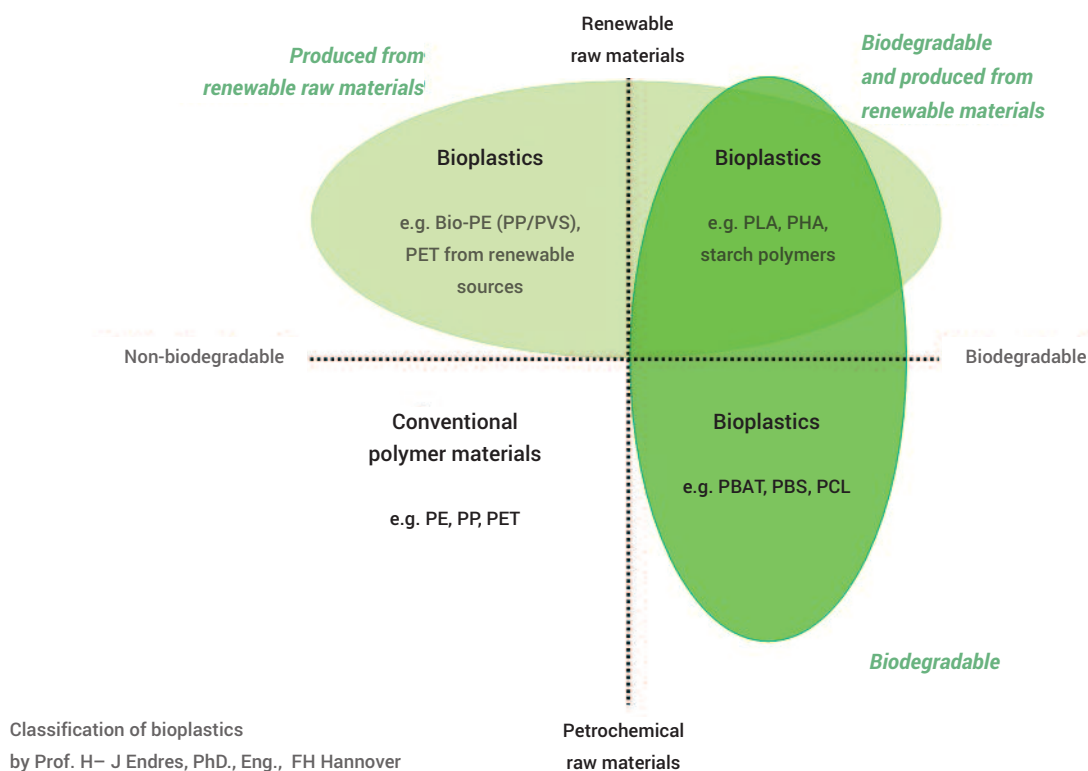 Renewable
raw materials
Produced from
renewable raw materials
Biodegradable
and produced from
renewable materials
Bioplastics
e.g. Bio-PE (PP/PVS),
PET from renewable
sources
Bioplastics
e.g. PLA, PHA,
starch polymers
Non-biodegradable
Biodegradable
Conventional
polymer materials
e.g. PE, PP, PET
Bioplastics
e.g. PBAT, PBS, PCL
Biodegradable
Petrochemical
raw materials
Classification of bioplastics
by Prof. H– J Endres, PhD., Eng., FH Hannover